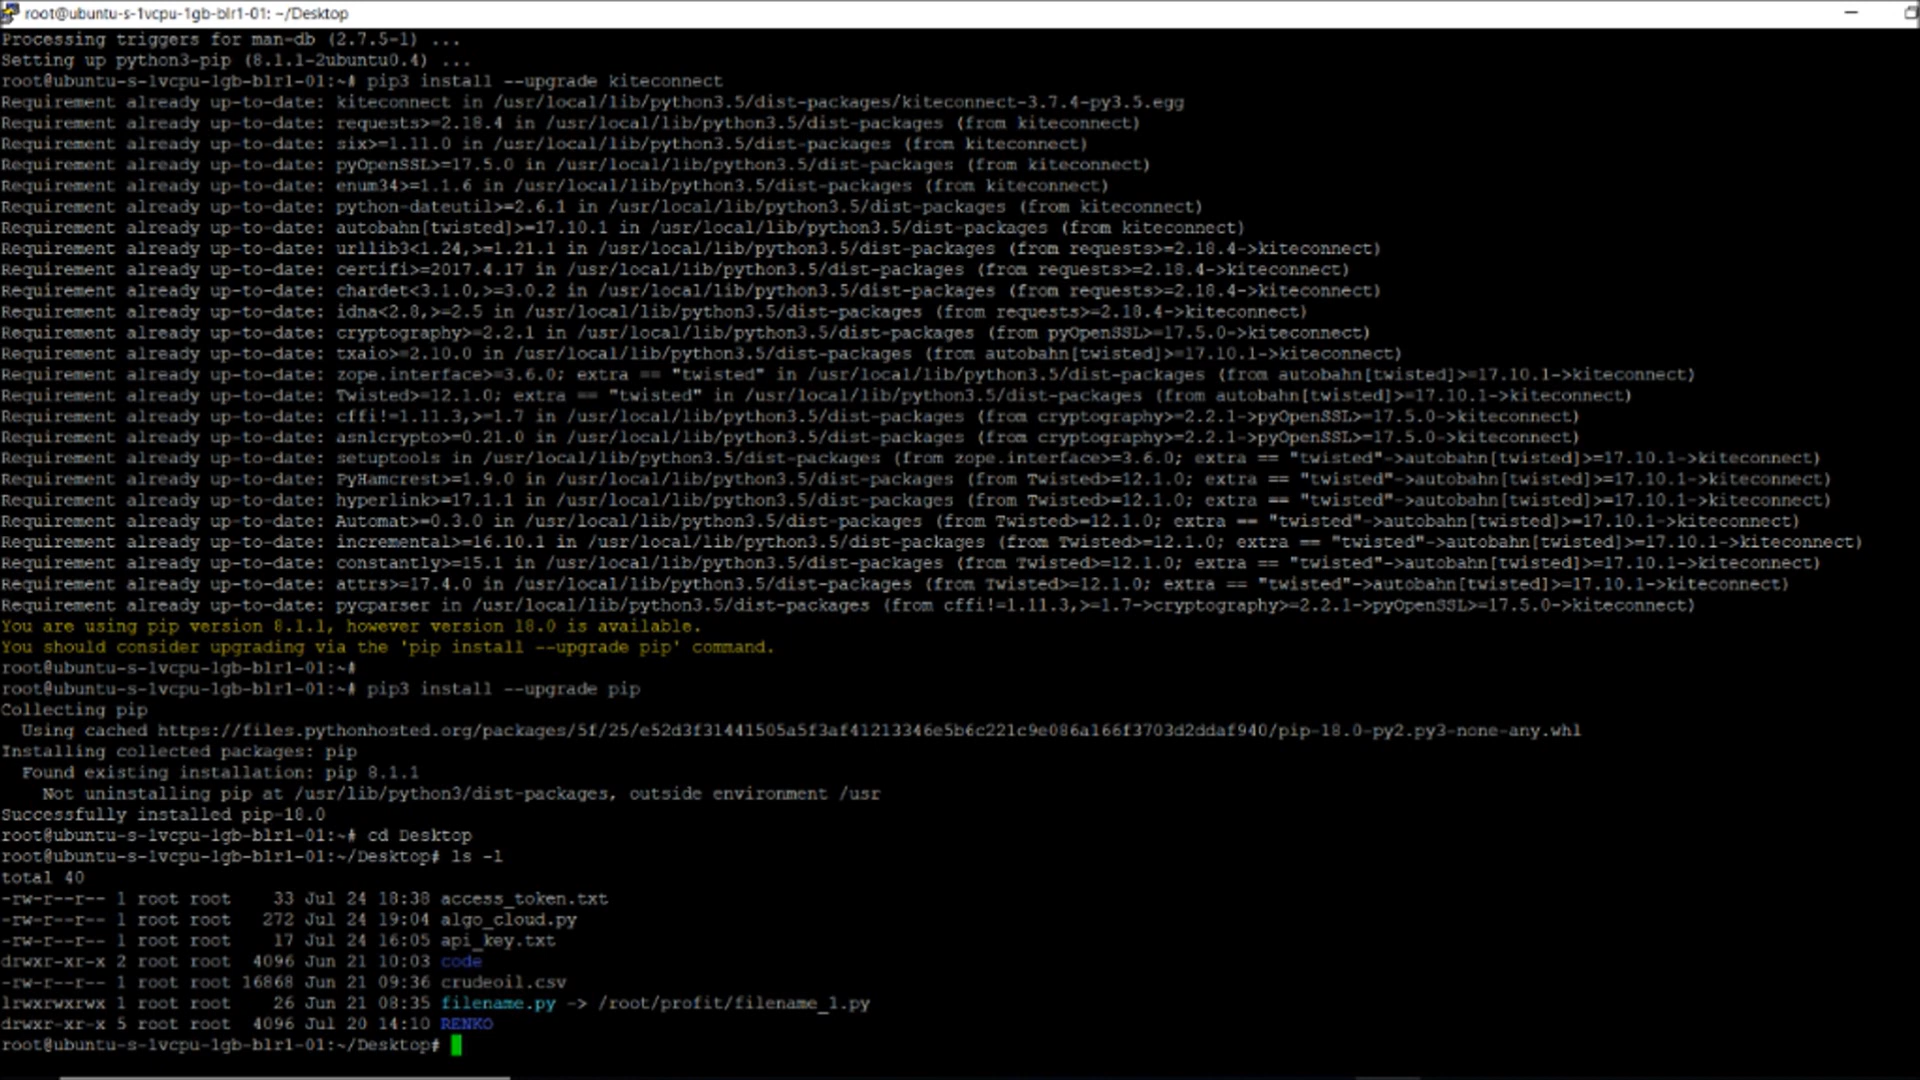 root@ubuntu-s-1vcpu-1gb-blr1-01: ~/Desktop
Processing triggers for man-db (2.7.5-1) ...
Setting up python3-pip (8.1.1-2ubuntu0.4) ...
root@ubuntu-s-1vcpu-1gb-blr1-01:~# pip3 install --upgrade kiteconnect
Requirement already up-to-date: kiteconnect in /usr/local/lib/python3.5/dist-packages/kiteconnect-3.7.4-py3.5.egg
Requirement already up-to-date: requests>=2.18.4 in /usr/local/lib/python3.5/dist-packages (from kiteconnect)
Requirement already up-to-date: six>=1.11.0 in /usr/local/lib/python3.5/dist-packages (from kiteconnect)
Requirement already up-to-date: pyOpenSSL>=17.5.0 in /usr/local/lib/python3.5/dist-packages (from kiteconnect)
Requirement already up-to-date: enum34>=1.1.6 in /usr/local/lib/python3.5/dist-packages (from kiteconnect)
Requirement already up-to-date: python-dateutil>=2.6.1 in /usr/local/lib/python3.5/dist-packages (from kiteconnect)
Requirement already up-to-date: autobahn[twisted]>=17.10.1 in /usr/local/lib/python3.5/dist-packages (from kiteconnect)
Requirement already up-to-date: urllib3<1.24,>=1.21.1 in /usr/local/lib/python3.5/dist-packages (from requests>=2.18.4->kiteconnect)
Requirement already up-to-date: certifi>=2017.4.17 in /usr/local/lib/python3.5/dist-packages (from requests>=2.18.4->kiteconnect)
Requirement already up-to-date: chardet<3.1.0,>=3.0.2 in /usr/local/lib/python3.5/dist-packages (from requests>=2.18.4->kiteconnect)
Requirement already up-to-date: idna<2.8,>=2.5 in /usr/local/lib/python3.5/dist-packages (from requests>=2.18.4->kiteconnect)
Requirement already up-to-date: cryptography>=2.2.1 in /usr/local/lib/python3.5/dist-packages (from pyOpenSSL>=17.5.0->kiteconnect)
Requirement already up-to-date: txaio>=2.10.0 in /usr/local/lib/python3.5/dist-packages (from autobahn[twisted]>=17.10.1->kiteconnect)
Requirement already up-to-date: zope.interface>=3.6.0; extra == "twisted" in /usr/local/lib/python3.5/dist-packages (from autobahn[twisted]>=17.10.1->kiteconnect)
Requirement already up-to-date: Twisted>=12.1.0; extra == "twisted" in /usr/local/lib/python3.5/dist-packages (from autobahn[twisted]>=17.10.1->kiteconnect)
Requirement already up-to-date: cffi!=1.11.3,>=1.7 in /usr/local/lib/python3.5/dist-packages (from cryptography>=2.2.1->pyOpenSSL>=17.5.0->kiteconnect)
Requirement already up-to-date: asn1crypto>=0.21.0 in /usr/local/lib/python3.5/dist-packages (from cryptography>=2.2.1->pyOpenSSL>=17.5.0->kiteconnect)
Requirement already up-to-date: setuptools in /usr/local/lib/python3.5/dist-packages (from zope.interface>=3.6.0; extra == "twisted"->autobahn[twisted]>=17.10.1->kiteconnect)
Requirement already up-to-date: PyHamcrest>=1.9.0 in /usr/local/lib/python3.5/dist-packages (from Twisted>=12.1.0; extra == "twisted"->autobahn[twisted]>=17.10.1->kiteconnect)
Requirement already up-to-date: hyperlink>=17.1.1 in /usr/local/lib/python3.5/dist-packages (from Twisted>=12.1.0; extra == "twisted"->autobahn[twisted]>=17.10.1->kiteconnect)
Requirement already up-to-date: Automat>=0.3.0 in /usr/local/lib/python3.5/dist-packages (from Twisted>=12.1.0; extra == "twisted"->autobahn[twisted]>=17.10.1->kiteconnect)
Requirement already up-to-date: incremental>=16.10.1 in /usr/local/lib/python3.5/dist-packages (from Twisted>=12.1.0; extra == "twisted"->autobahn[twisted]>=17.10.1->kiteconnect)
Requirement already up-to-date: constantly>=15.1 in /usr/local/lib/python3.5/dist-packages (from Twisted>=12.1.0; extra == "twisted"->autobahn[twisted]>=17.10.1->kiteconnect)
Requirement already up-to-date: attrs>=17.4.0 in /usr/local/lib/python3.5/dist-packages (from Twisted>=12.1.0; extra == "twisted"->autobahn[twisted]>=17.10.1->kiteconnect)
Requirement already up-to-date: pycparser in /usr/local/lib/python3.5/dist-packages (from cffi!=1.11.3,>=1.7->cryptography>=2.2.1->pyOpenSSL>=17.5.0->kiteconnect)
You are using pip version 8.1.1, however version 18.0 is available.
You should consider upgrading via the 'pip install --upgrade pip' command.
root@ubuntu-s-1vcpu-1gb-blr1-01:~#
root@ubuntu-s-1vcpu-1gb-blr1-01:~# pip3 install --upgrade pip
Collecting pip
  Using cached https://files.pythonhosted.org/packages/5f/25/e52d3f31441505a5f3af41213346e5b6c221c9e086a166f3703d2ddaf940/pip-18.0-py2.py3-none-any.whl
Installing collected packages: pip
  Found existing installation: pip 8.1.1
    Not uninstalling pip at /usr/lib/python3/dist-packages, outside environment /usr
Successfully installed pip-18.0
root@ubuntu-s-1vcpu-1gb-blr1-01:~# cd Desktop
root@ubuntu-s-1vcpu-1gb-blr1-01:~/Desktop# ls -l
total 40
-rw-r--r-- 1 root root    33 Jul 24 18:38 access_token.txt
-rw-r--r-- 1 root root   272 Jul 24 19:04 algo_cloud.py
-rw-r--r-- 1 root root    17 Jul 24 16:05 api_key.txt
drwxr-xr-x 2 root root  4096 Jun 21 10:03 code
-rw-r--r-- 1 root root 16868 Jun 21 09:36 crudeoil.csv
lrwxrwxrwx 1 root root    26 Jun 21 08:35 filename.py -> /root/profit/filename_1.py
drwxr-xr-x 5 root root  4096 Jul 20 14:10 RENKO
root@ubuntu-s-1vcpu-1gb-blr1-01:~/Desktop#